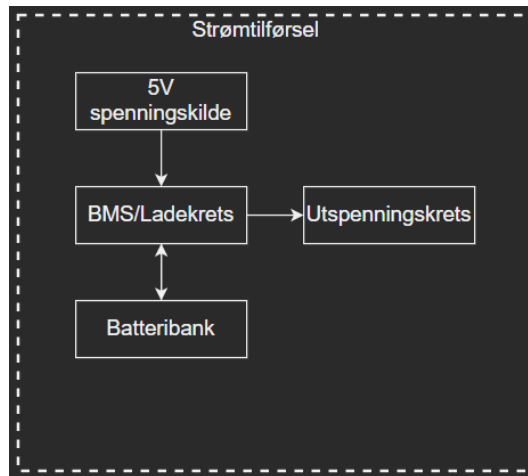 Strømtilførsel
5V
spenningskilde
BMS/Ladekrets
Utspenningskrets
Batteribank